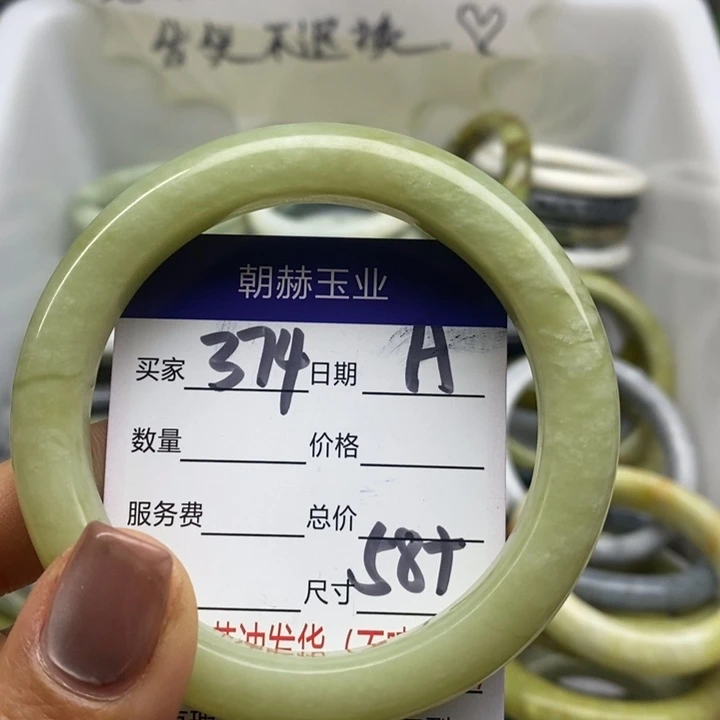 售出不退换
朝赫玉业
买家 374 日期 A
数量 价格
服务费 总价
尺寸 58+